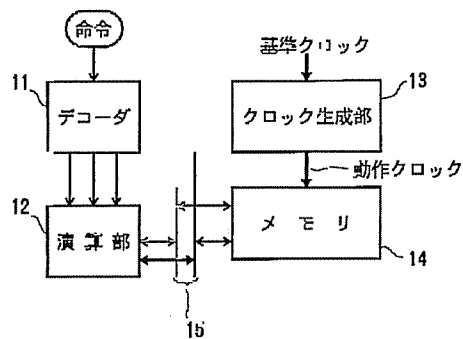 命令
基準クロック
11
デコーダ
13
クロック生成部
動作クロック
12
演算部
メモリ
14
15